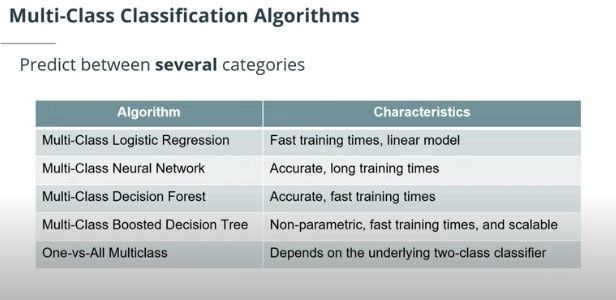 Multi-Class Classification Algorithms
Predict between several categories
Algorithm Characteristics
Multi-Class Logistic Regression Fast training times, linear model
Multi-Class Neural Network Accurate, long training times
Multi-Class Decision Forest Accurate, fast training times
Multi-Class Boosted Decision Tree Non-parametric, fast training times, and scalable
One-vs-All Multiclass Depends on the underlying two-class classifier